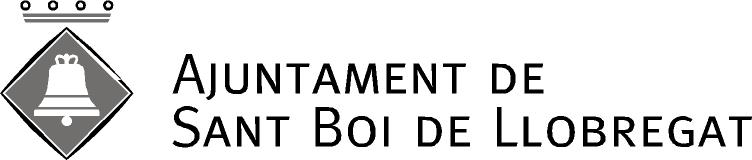 AJUNTAMENT DE
SANT BOI DE LLOBREGAT